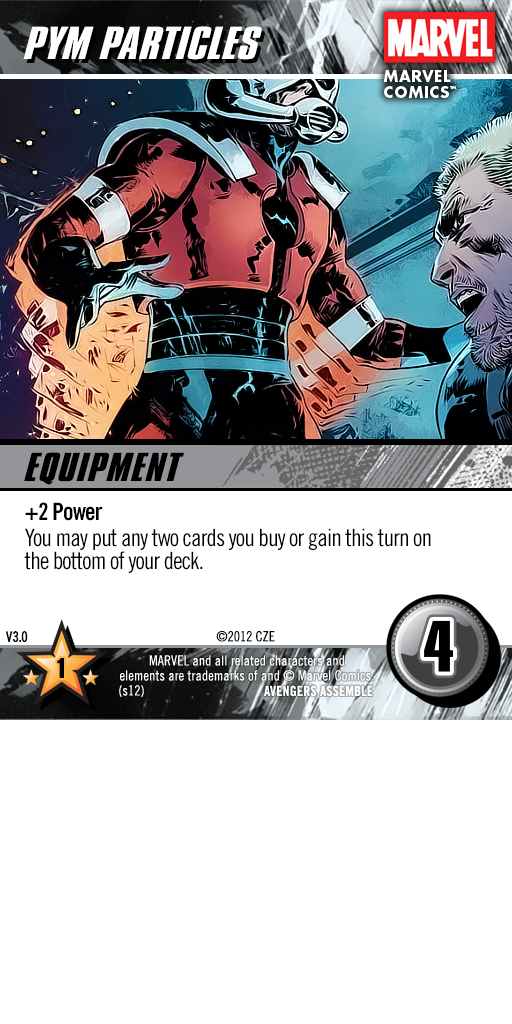 PYM PARTICLES
MARVEL
MARVEL
COMICS™
EQUIPMENT
+2 Power
You may put any two cards you buy or gain this turn on
the bottom of your deck.
V3.0
©2012 CZE
4
1
MARVEL and all related characters and
elements are trademarks of and © Marvel Comics.
(s12)
AVENGERS ASSEMBLE